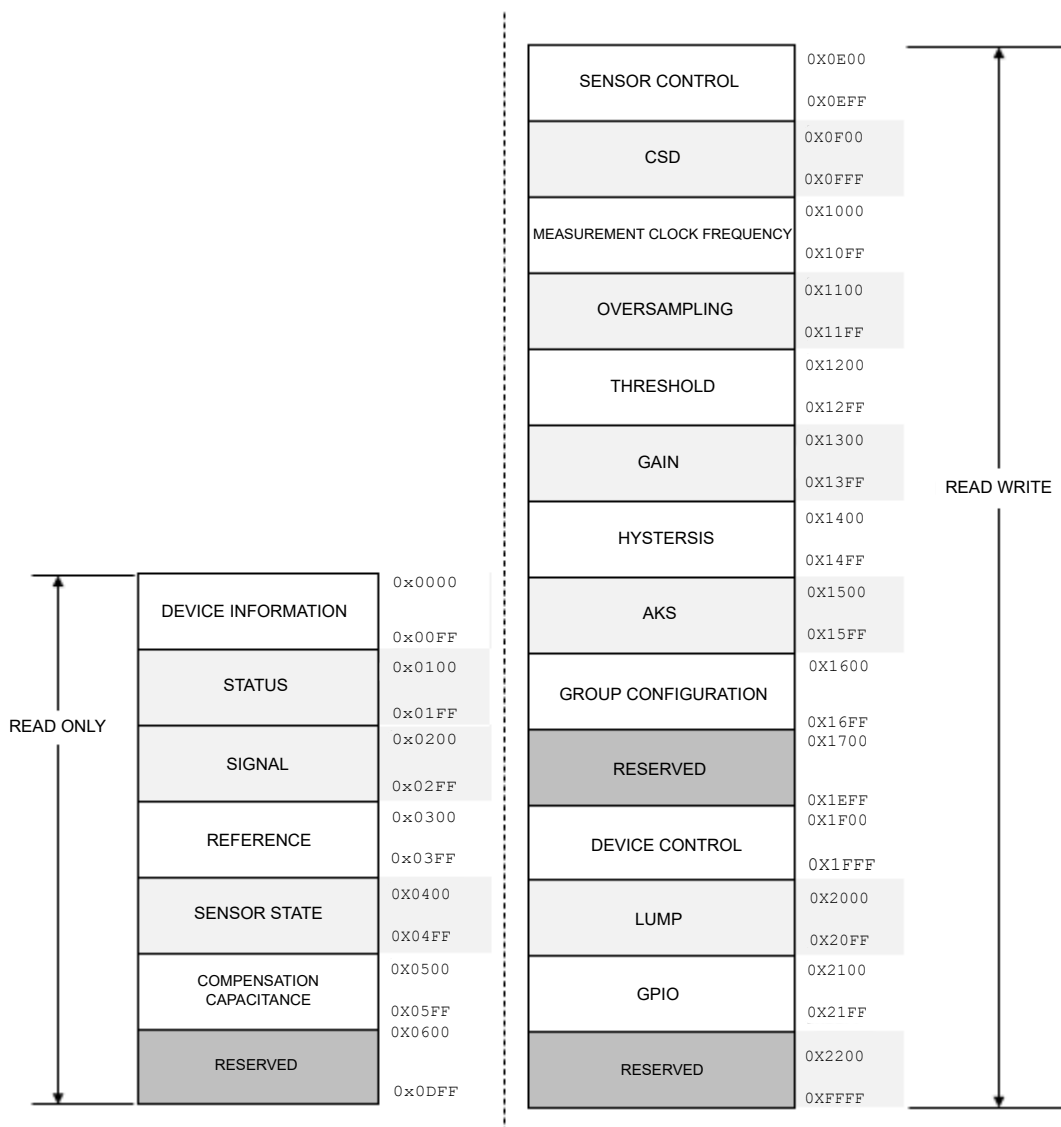 READ ONLY
DEVICE INFORMATION
0x0000
0x00FF
STATUS
0x0100
0x01FF
SIGNAL
0x0200
0x02FF
REFERENCE
0x0300
0x03FF
SENSOR STATE
0X0400
0X04FF
COMPENSATION
CAPACITANCE
0X0500
0X05FF
RESERVED
0X0600
0x0DFF
SENSOR CONTROL
0X0E00
0X0EFF
CSD
0X0F00
0X0FFF
MEASUREMENT CLOCK FREQUENCY
0X1000
0X10FF
OVERSAMPLING
0X1100
0X11FF
THRESHOLD
0X1200
0X12FF
GAIN
0X1300
0X13FF
HYSTERSIS
0X1400
0X14FF
AKS
0X1500
0X15FF
GROUP CONFIGURATION
0X1600
0X16FF
RESERVED
0X1700
0X1EFF
DEVICE CONTROL
0X1F00
0X1FFF
LUMP
0X2000
0X20FF
GPIO
0X2100
0X21FF
RESERVED
0X2200
0XFFFF
READ WRITE